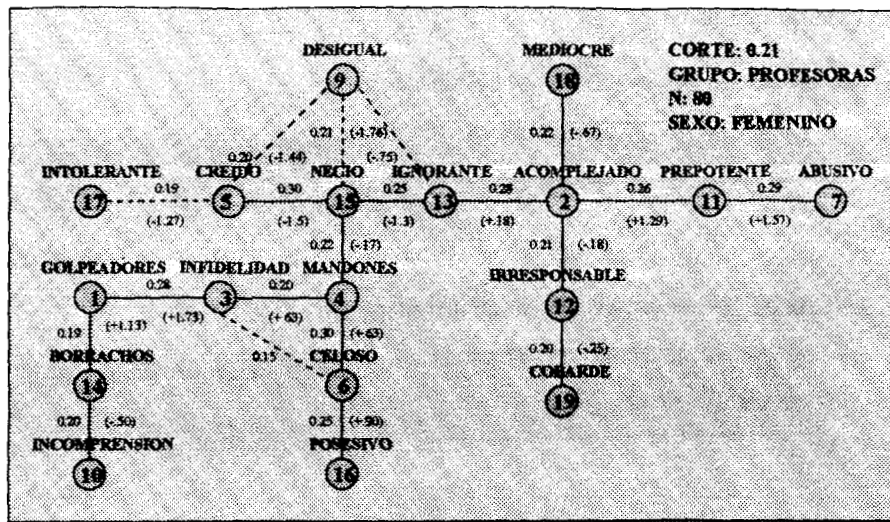 DESIGUAL MEDIOCRE CORTE: 0.21
9 18 GRUPO: PROFESORAS
N: 80
SEXO: FEMENINO
0.20 (-1.44) 0.21 (-1.76) (-.75) 0.22 (-.67)
INTOLERANTE CREIDO NECIO IGNORANTE ACOMPLEJADO PREPOTENTE ABUSIVO
17 0.19 5 0.30 15 0.25 13 0.28 2 0.26 11 0.29 7
(-1.27) (-1.5) (-1.3) (+.18) (+1.29) (+1.57)
0.22 (-.17) 0.21 (-.18)
GOLPEADORES INFIDELIDAD MANDONES IRRESPONSABLE
1 0.28 3 0.20 4 12
0.19 (+1.13) (+1.73) (+.63) 0.20 (-.25)
0.15 0.30 (+.63)
BORRACHOS CELOSO COBARDE
14 6 19
0.20 (-.50) 0.25 (+.90)
INCOMPRENSION POSESIVO
10 16